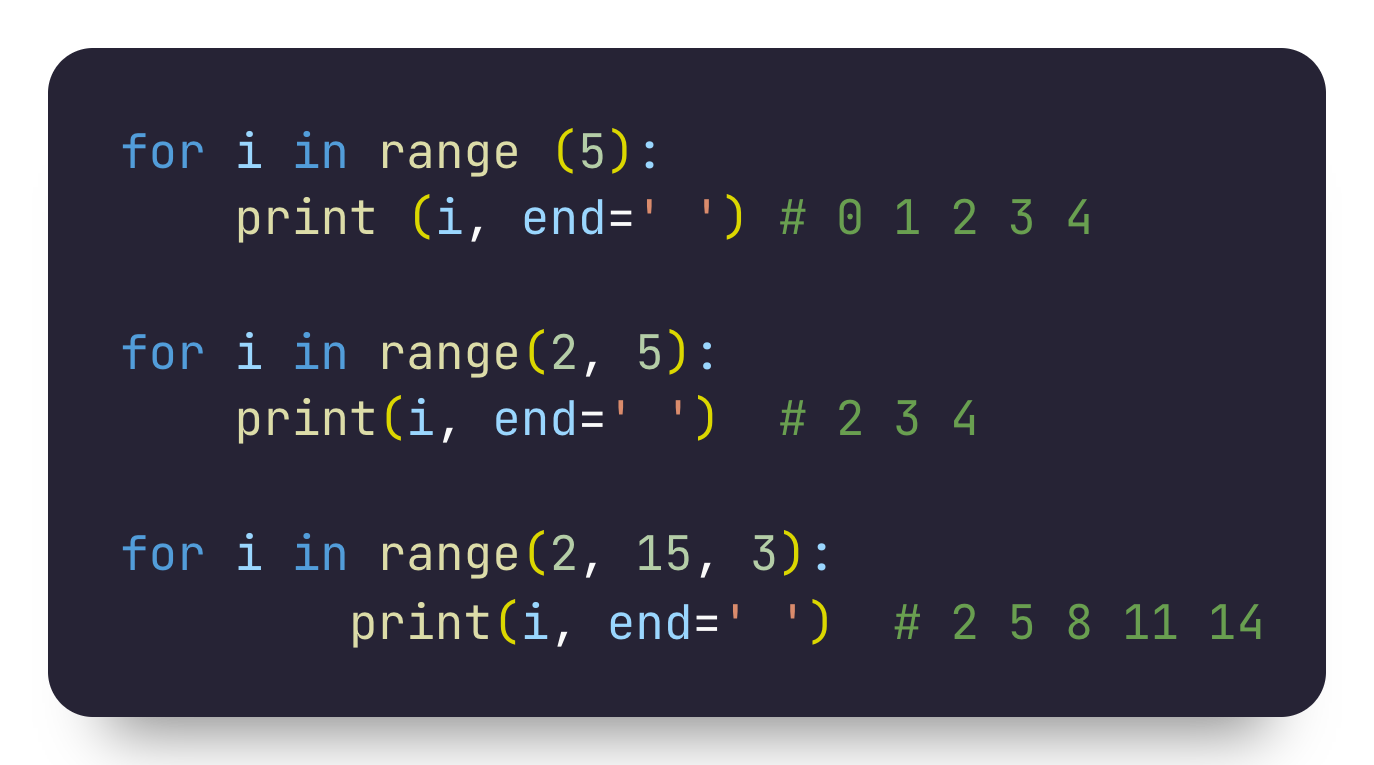 for i in range (5):
    print (i, end=' ') # 0 1 2 3 4
for i in range(2, 5):
    print(i, end=' ')  # 2 3 4
for i in range(2, 15, 3):
        print(i, end=' ')  # 2 5 8 11 14